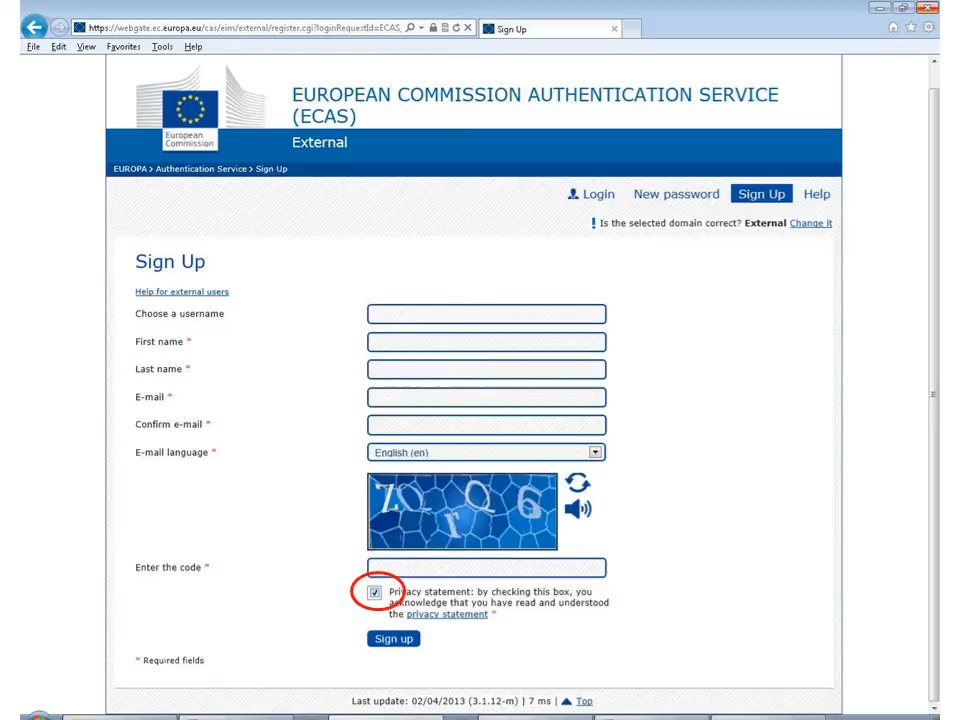 https://webgate.ec.europa.eu/cas/eim/external/register.cgi?loginRequestId=ECAS_
Sign Up
File Edit View Favorites Tools Help
EUROPEAN COMMISSION AUTHENTICATION SERVICE
(ECAS)
European
Commission
External
EUROPA > Authentication Service > Sign Up
Login New password Sign Up Help
! Is the selected domain correct? External Change it
Sign Up
Help for external users
Choose a username
First name *
Last name *
E-mail *
Confirm e-mail *
E-mail language *
English (en)
Enter the code *
Privacy statement: by checking this box, you
acknowledge that you have read and understood
the privacy statement *
Sign up
* Required fields
Last update: 02/04/2013 (3.1.12-m) | 7 ms | Top